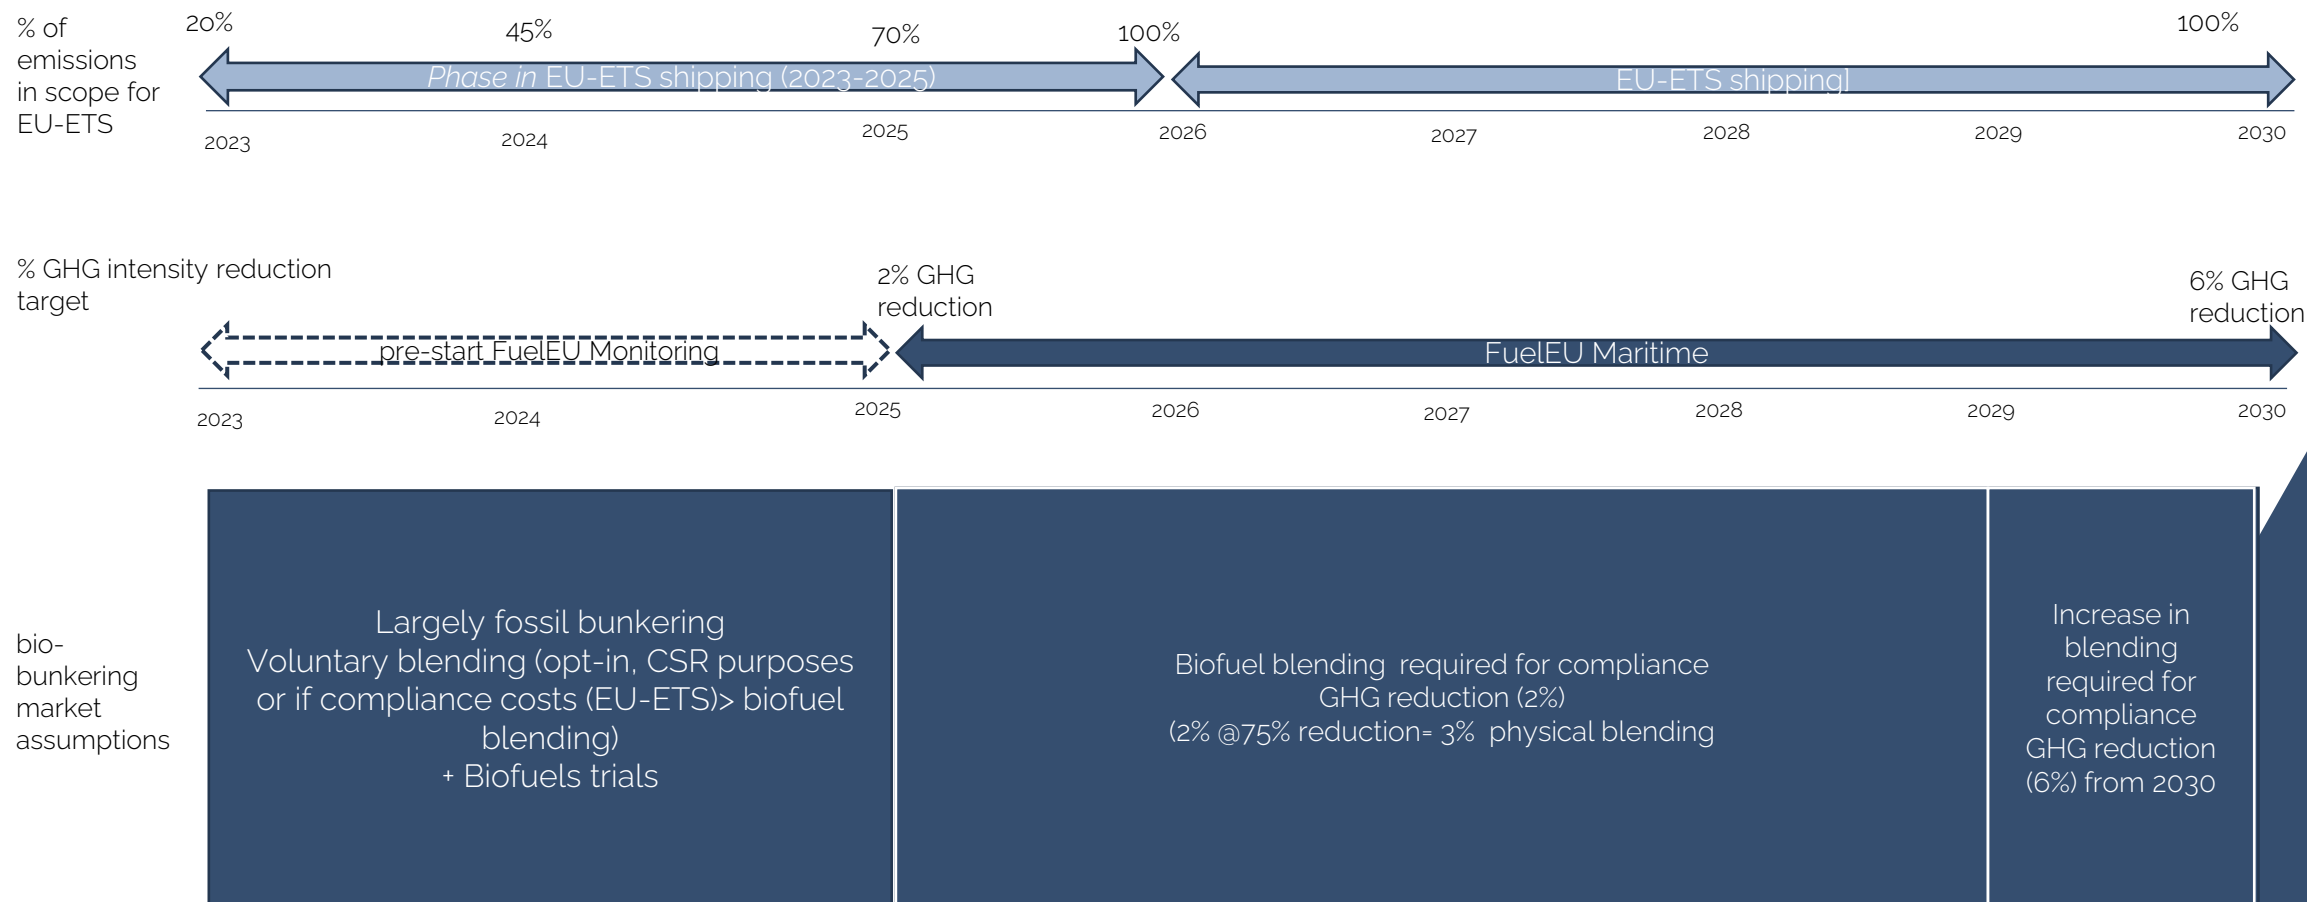 % of
emissions
in scope for
EU-ETS
20%
45%
70%
100%
100%
Phase in EU-ETS shipping (2023-2025)
EU-ETS shipping]
2023
2024
2025
2026
2027
2028
2029
2030
% GHG intensity reduction
target
2% GHG
reduction
6% GHG
reduction
pre-start FuelEU Monitoring
FuelEU Maritime
2023
2024
2025
2026
2027
2028
2029
2030
bio-
bunkering
market
assumptions
Largely fossil bunkering
Voluntary blending (opt-in, CSR purposes
or if compliance costs (EU-ETS)> biofuel
blending)
+ Biofuels trials
Biofuel blending  required for compliance
GHG reduction (2%)
(2% @75% reduction= 3%  physical blending
Increase in
blending
required for
compliance
GHG reduction
(6%) from 2030